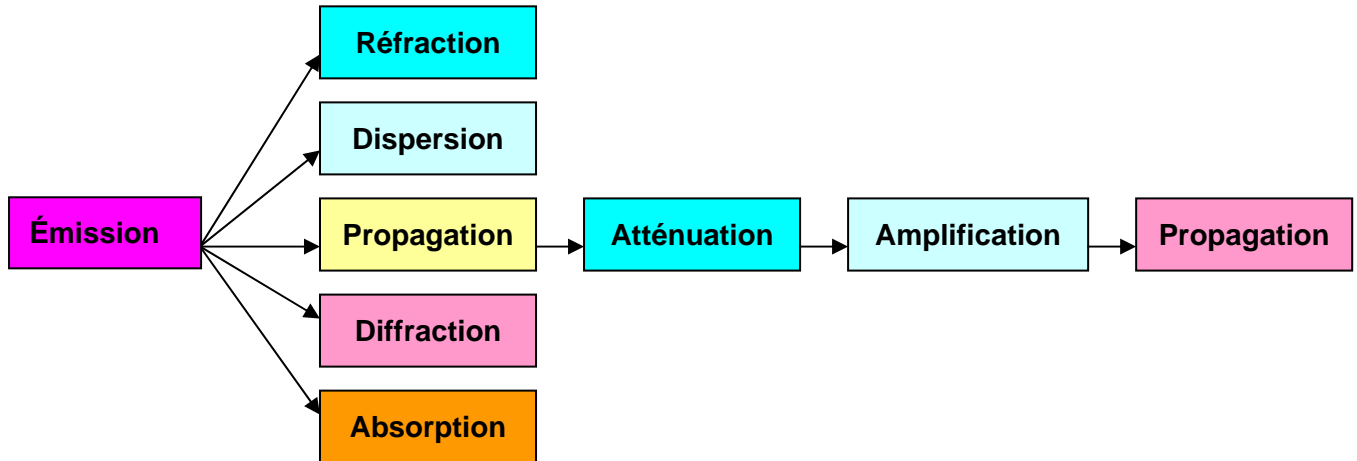 Réfraction
Dispersion
Émission
Propagation
Atténuation
Amplification
Propagation
Diffraction
Absorption